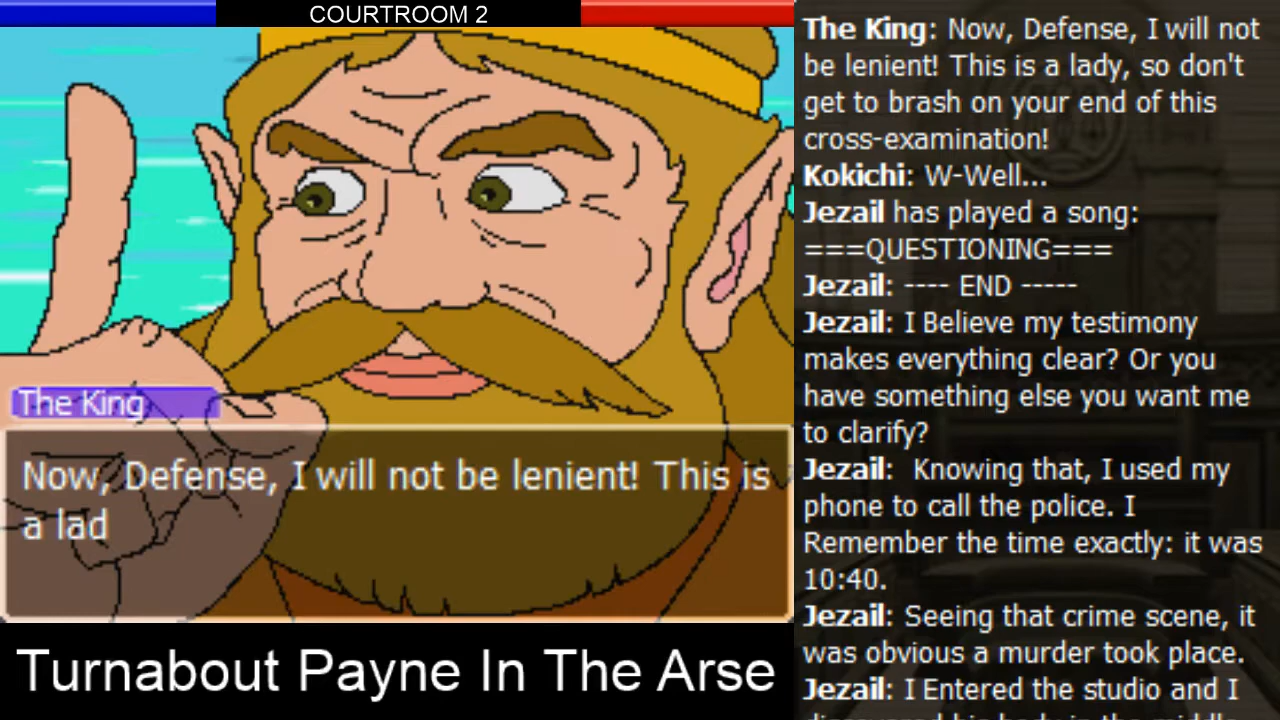 COURTROOM 2
The King
Now, Defense, I will not be lenient! This is
a lad
Turnabout Payne In The Arse
The King: Now, Defense, I will not
be lenient! This is a lady, so don't
get to brash on your end of this
cross-examination!
Kokichi: W-Well...
Jezail has played a song:
===QUESTIONING===
Jezail: ---- END -----
Jezail: I Believe my testimony
makes everything clear? Or you
have something else you want me
to clarify?
Jezail:  Knowing that, I used my
phone to call the police. I
Remember the time exactly: it was
10:40.
Jezail: Seeing that crime scene, it
was obvious a murder took place.
Jezail: I Entered the studio and I